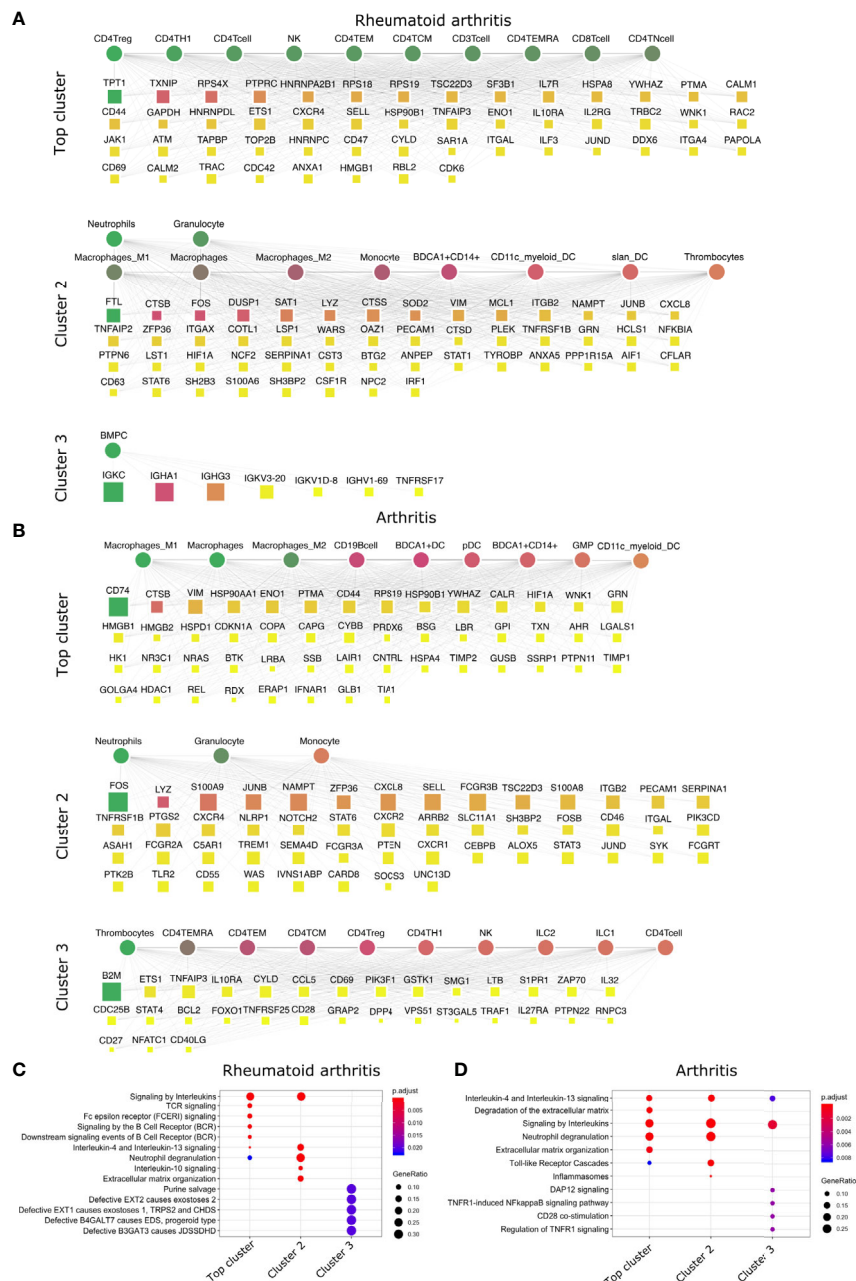 A
Rheumatoid arthritis
CD4Treg CD4TH1 CD4Tcell NK CD4TEM CD4TCM CD3Tcell CD4TEMRA CD8Tcell CD4TNcell
Top cluster
TPT1 TXNIP RPS4X PTPRC HNRNPA2B1 RPS18 RPS19 TSC22D3 SF3B1 IL7R HSPA8 YWHAZ PTMA CALM1
CD44 GAPDH HNRNPDL ETS1 CXCR4 SELL HSP90B1 TNFAIP3 ENO1 IL10RA IL2RG TRBC2 WNK1 RAC2
JAK1 ATM TAPBP TOP2B HNRNPC CD47 CYLD SAR1A ITGAL ILF3 JUND DDX6 ITGA4 PAPOLA
CD69 CALM2 TRAC CDC42 ANXA1 HMGB1 RBL2 CDK6
Neutrophils Granulocyte
Cluster 2
Macrophages_M1 Macrophages Macrophages_M2 Monocyte BDCA1+CD14+ CD11c_myeloid_DC slan_DC Thrombocytes
FTL CTSB FOS DUSP1 SAT1 LYZ CTSS SOD2 VIM MCL1 ITGB2 NAMPT JUNB CXCL8
TNFAIP2 ZFP36 ITGAX COTL1 LSP1 WARS OAZ1 PECAM1 CTSD PLEK TNFRSF1B GRN HCLS1 NFKBIA
PTPN6 LST1 HIF1A NCF2 SERPINA1 CST3 BTG2 ANPEP STAT1 TYROBP ANXA5 PPP1R15A AIF1 CFLAR
CD63 STAT6 SH2B3 S100A6 SH3BP2 CSF1R NPC2 IRF1
Cluster 3
BMPC
IGKC IGHA1 IGHG3 IGKV3-20 IGKV1D-8 IGHV1-69 TNFRSF17
B
Arthritis
Macrophages_M1 Macrophages Macrophages_M2 CD19Bcell BDCA1+DC pDC BDCA1+CD14+ GMP CD11c_myeloid_DC
Top cluster
CD74 CTSB VIM HSP90AA1 ENO1 PTMA CD44 RPS19 HSP90B1 YWHAZ CALR HIF1A WNK1 GRN
HMGB1 HMGB2 HSPD1 CDKN1A COPA CAPG CYBB PRDX6 BSG LBR GPI TXN AHR LGALS1
HK1 NR3C1 NRAS BTK LRBA SSB LAIR1 CNTRL HSPA4 TIMP2 GUSB SSRP1 PTPN11 TIMP1
GOLGA4 HDAC1 REL RDX ERAP1 IFNAR1 GLB1 TIA1
Cluster 2
Neutrophils Granulocyte Monocyte
FOS LYZ S100A9 JUNB NAMPT ZFP36 CXCL8 SELL FCGR3B TSC22D3 S100A8 ITGB2 PECAM1 SERPINA1
TNFRSF1B PTGS2 CXCR4 NLRP1 NOTCH2 STAT6 CXCR2 ARRB2 SLC11A1 SH3BP2 FOSB CD46 ITGAL PIK3CD
ASAH1 FCGR2A C5AR1 TREM1 SEMA4D FCGR3A PTEN CXCR1 CEBPB ALOX5 STAT3 JUND SYK FCGRT
PTK2B TLR2 CD55 WAS IVNS1ABP CARD8 SOCS3 UNC13D
Cluster 3
Thrombocytes CD4TEMRA CD4TEM CD4TCM CD4Treg CD4TH1 NK ILC2 ILC1 CD4Tcell
B2M ETS1 TNFAIP3 IL10RA CYLD CCL5 CD69 PIK3F1 GSTK1 SMG1 LTB S1PR1 ZAP70 IL32
CDC25B STAT4 BCL2 FOXO1 TNFRSF25 CD28 GRAP2 DPP4 VPS51 ST3GAL5 TRAF1 IL27RA PTPN22 RNPC3
CD27 NFATC1 CD40LG
C
Rheumatoid arthritis
Signaling by Interleukins
TCR signaling
Fc epsilon receptor (FCERI) signaling
Signaling by the B Cell Receptor (BCR)
Downstream signaling events of B Cell Receptor (BCR)
Interleukin-4 and Interleukin-13 signaling
Neutrophil degranulation
Interleukin-10 signaling
Extracellular matrix organization
Purine salvage
Defective EXT2 causes exostoses 2
Defective EXT1 causes exostoses 1, TRPS2 and CHDS
Defective B4GALT7 causes EDS, progeroid type
Defective B3GAT3 causes JDSSDHD
Top cluster Cluster 2 Cluster 3
p.adjust
0.005
0.010
0.015
0.020
GeneRatio
0.10
0.15
0.20
0.25
0.30
D
Arthritis
Interleukin-4 and Interleukin-13 signaling
Degradation of the extracellular matrix
Signaling by Interleukins
Neutrophil degranulation
Extracellular matrix organization
Toll-like Receptor Cascades
Inflammasomes
DAP12 signaling
TNFR1-induced NFkappaB signaling pathway
CD28 co-stimulation
Regulation of TNFR1 signaling
Top cluster Cluster 2 Cluster 3
p.adjust
0.002
0.004
0.006
0.008
GeneRatio
0.10
0.15
0.20
0.25